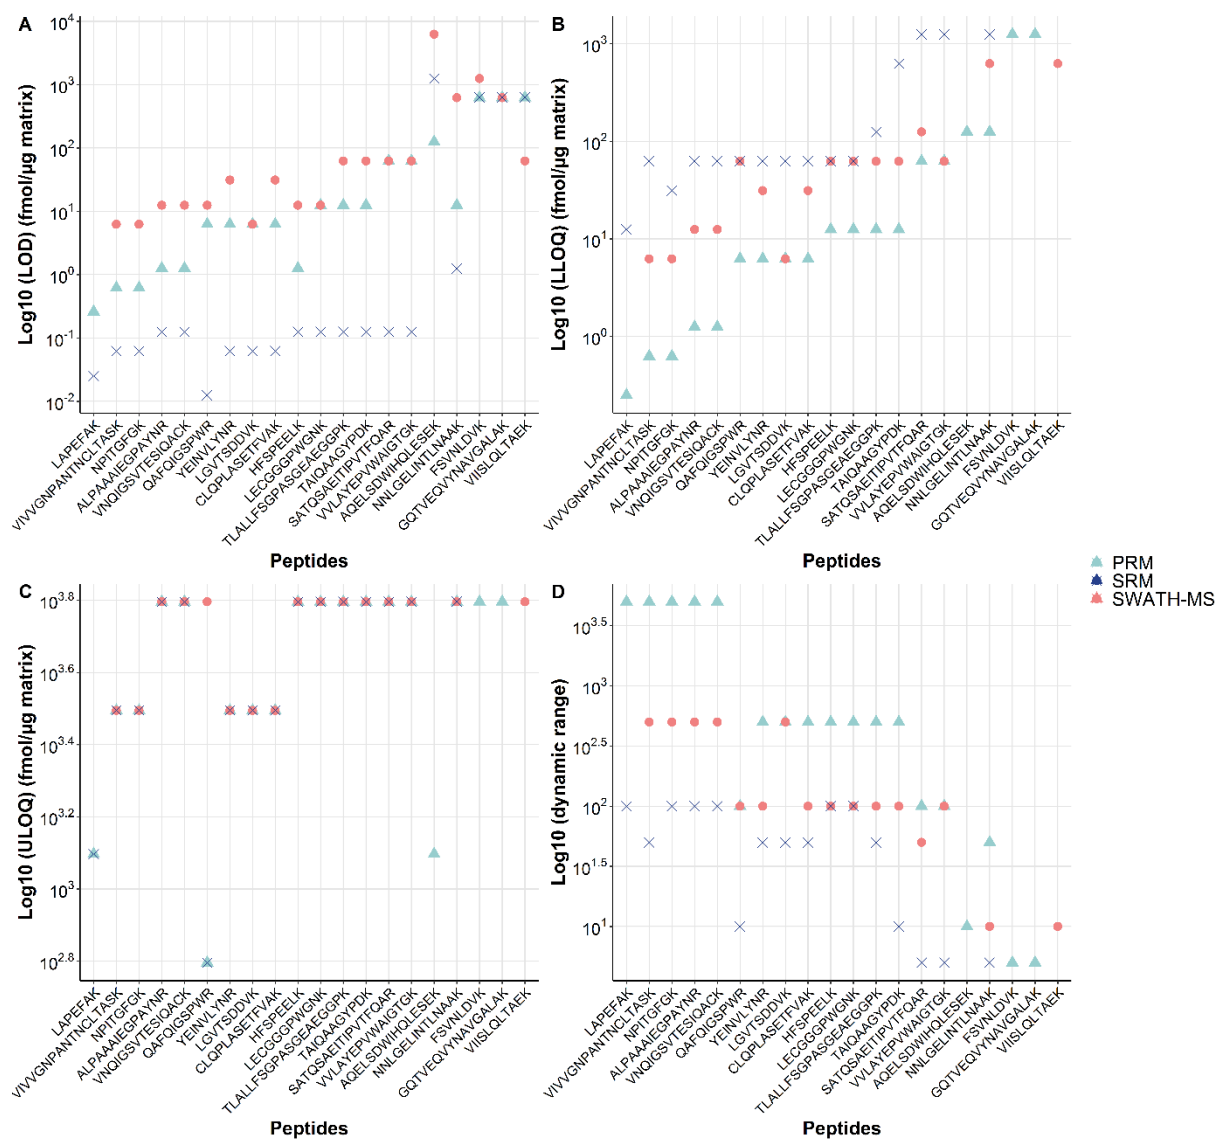 A
Log10 (LOD) (fmol/µg matrix)
10^4
10^3
10^2
10^1
10^0
10^-1
10^-2
LAPEFAK
VIVVGNPANTNCLTASK
NPITGFGK
ALPAAAIEGPAYNR
VNQIGSVTESIQACK
QAFQIGSPWR
YEINVLYNR
LGVTSDDVK
CLQPLASETFVAK
HFSPEELK
LECGGGPWGNK
TLALLFSGPASGEAEGGPK
TAIQAAGYPDK
SATQSAEITIPVTFQAR
VVLAYEPVWAIGTGK
AQELSDWIHQLESEK
NNLGELINTLNAAK
FSVNLDVK
GQTVEQVYNAVGALAK
VIISLQLTAEK
Peptides
B
Log10 (LLOQ) (fmol/µg matrix)
10^3
10^2
10^1
10^0
LAPEFAK
VIVVGNPANTNCLTASK
NPITGFGK
ALPAAAIEGPAYNR
VNQIGSVTESIQACK
QAFQIGSPWR
YEINVLYNR
LGVTSDDVK
CLQPLASETFVAK
HFSPEELK
LECGGGPWGNK
TLALLFSGPASGEAEGGPK
TAIQAAGYPDK
SATQSAEITIPVTFQAR
VVLAYEPVWAIGTGK
AQELSDWIHQLESEK
NNLGELINTLNAAK
FSVNLDVK
GQTVEQVYNAVGALAK
VIISLQLTAEK
Peptides
PRM
SRM
SWATH-MS
C
Log10 (ULOQ) (fmol/µg matrix)
10^3.8
10^3.6
10^3.4
10^3.2
10^3
10^2.8
LAPEFAK
VIVVGNPANTNCLTASK
NPITGFGK
ALPAAAIEGPAYNR
VNQIGSVTESIQACK
QAFQIGSPWR
YEINVLYNR
LGVTSDDVK
CLQPLASETFVAK
HFSPEELK
LECGGGPWGNK
TLALLFSGPASGEAEGGPK
TAIQAAGYPDK
SATQSAEITIPVTFQAR
VVLAYEPVWAIGTGK
AQELSDWIHQLESEK
NNLGELINTLNAAK
FSVNLDVK
GQTVEQVYNAVGALAK
VIISLQLTAEK
Peptides
D
Log10 (dynamic range)
10^3.5
10^3
10^2.5
10^2
10^1.5
10^1
LAPEFAK
VIVVGNPANTNCLTASK
NPITGFGK
ALPAAAIEGPAYNR
VNQIGSVTESIQACK
QAFQIGSPWR
YEINVLYNR
LGVTSDDVK
CLQPLASETFVAK
HFSPEELK
LECGGGPWGNK
TLALLFSGPASGEAEGGPK
TAIQAAGYPDK
SATQSAEITIPVTFQAR
VVLAYEPVWAIGTGK
AQELSDWIHQLESEK
NNLGELINTLNAAK
FSVNLDVK
GQTVEQVYNAVGALAK
VIISLQLTAEK
Peptides